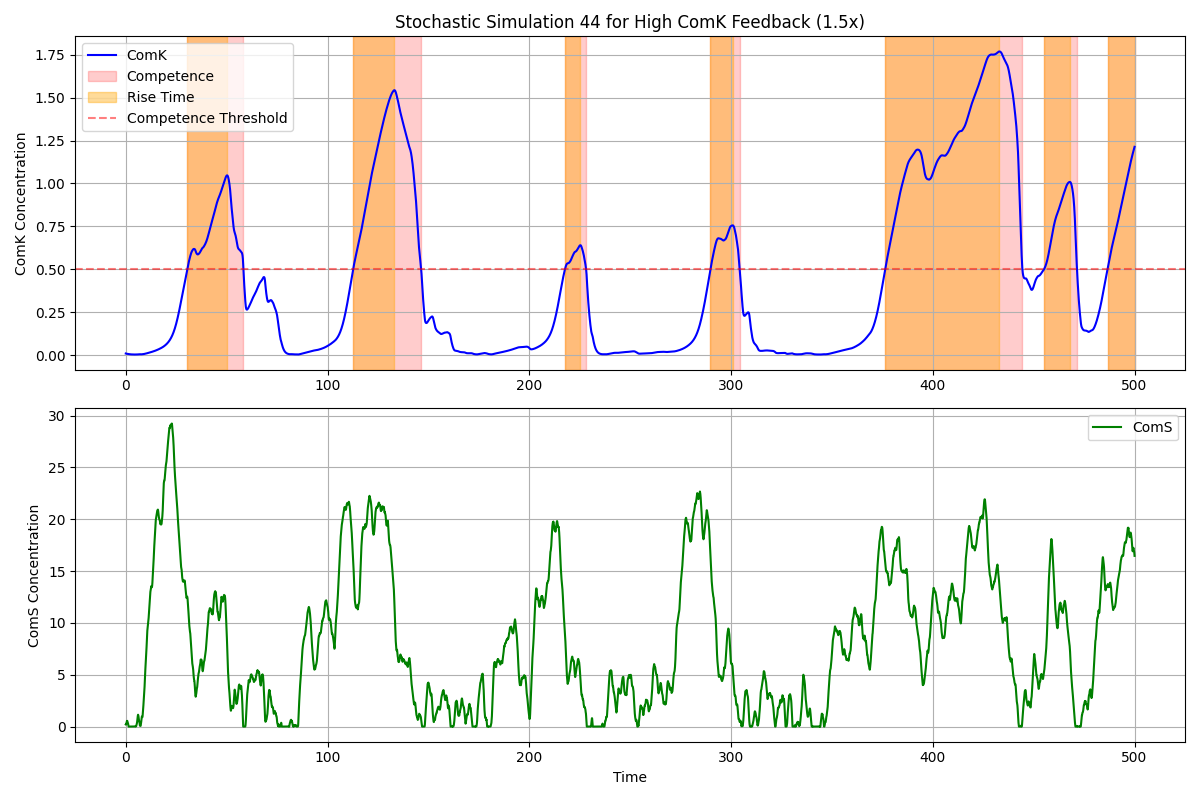 Stochastic Simulation 44 for High ComK Feedback (1.5x)
ComK Concentration
1.75
1.50
1.25
1.00
0.75
0.50
0.25
0.00
ComK
Competence
Rise Time
Competence Threshold
0 100 200 300 400 500
ComS Concentration
30
25
20
15
10
5
0
ComS
0 100 200 300 400 500
Time